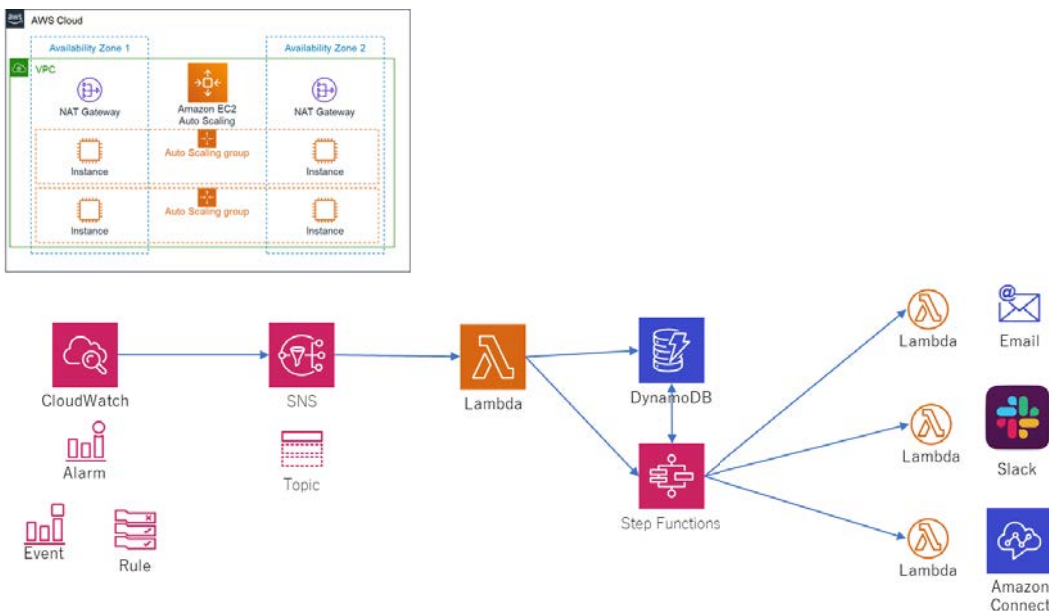 aws
AWS Cloud
Availability Zone 1
Availability Zone 2
VPC
NAT Gateway
Amazon EC2
Auto Scaling
NAT Gateway
Auto Scaling group
Instance
Instance
Auto Scaling group
Instance
Instance
CloudWatch
SNS
Lambda
DynamoDB
Lambda
@
Email
Alarm
Topic
Step Functions
Lambda
Slack
Event
Rule
Lambda
Amazon
Connect